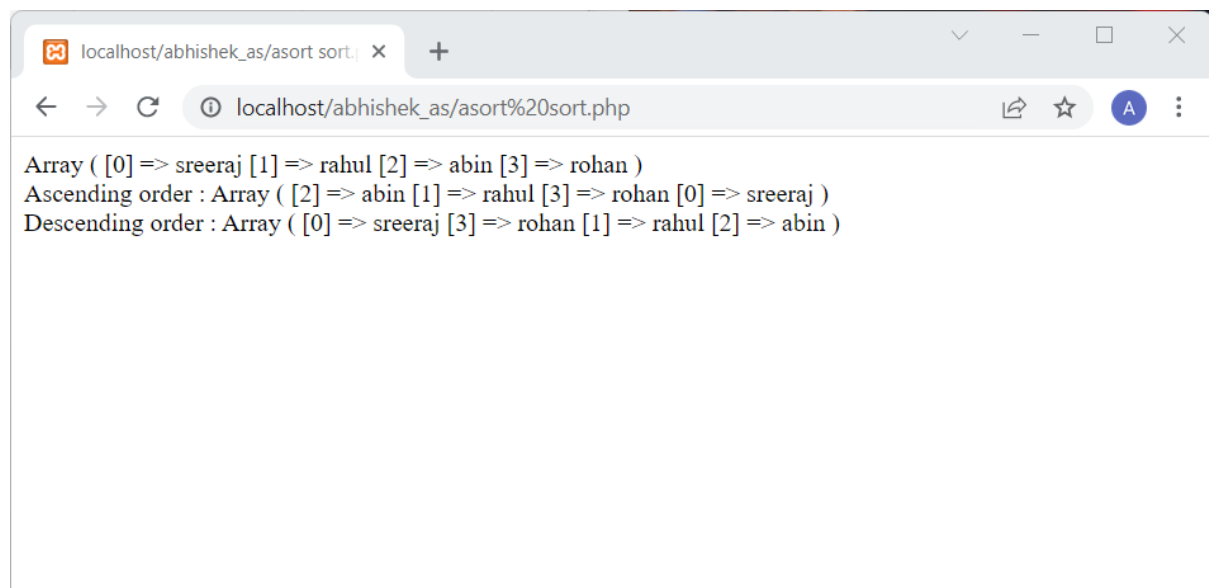 localhost/abhishek_as/asort sort.
localhost/abhishek_as/asort%20sort.php
A
Array ( [0] => sreeraj [1] => rahul [2] => abin [3] => rohan )
Ascending order : Array ( [2] => abin [1] => rahul [3] => rohan [0] => sreeraj )
Descending order : Array ( [0] => sreeraj [3] => rohan [1] => rahul [2] => abin )